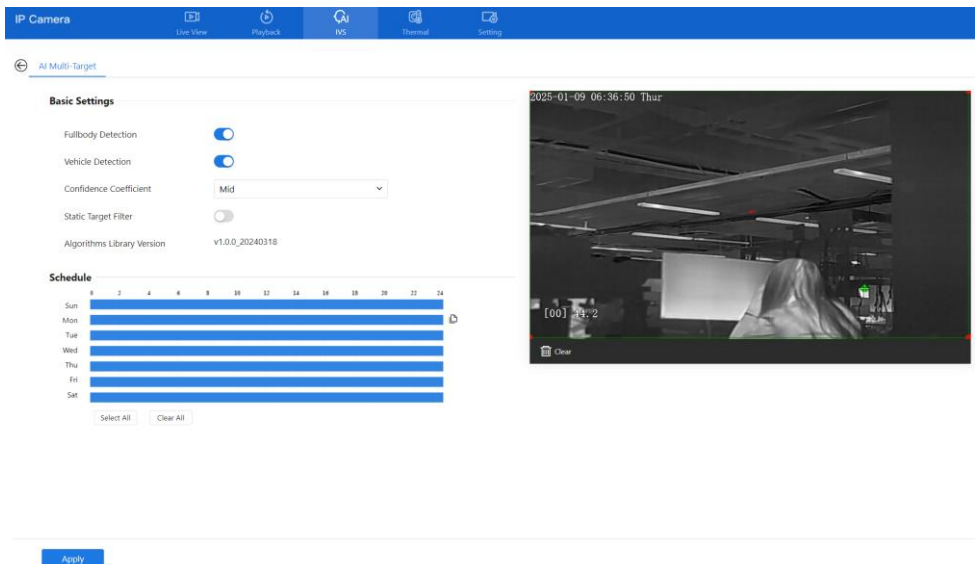 IP Camera
Live View
Playback
IVS
Thermal
Setting
AI Multi-Target
Basic Settings
Fullbody Detection
Vehicle Detection
Confidence Coefficient Mid
Static Target Filter
Algorithms Library Version v1.0.0_20240318
Schedule
0 2 4 6 8 10 12 14 16 18 20 22 24
Sun
Mon
Tue
Wed
Thu
Fri
Sat
Select All Clear All
2025-01-09 06:36:50 Thur
[00] 44.2
Clear
Apply